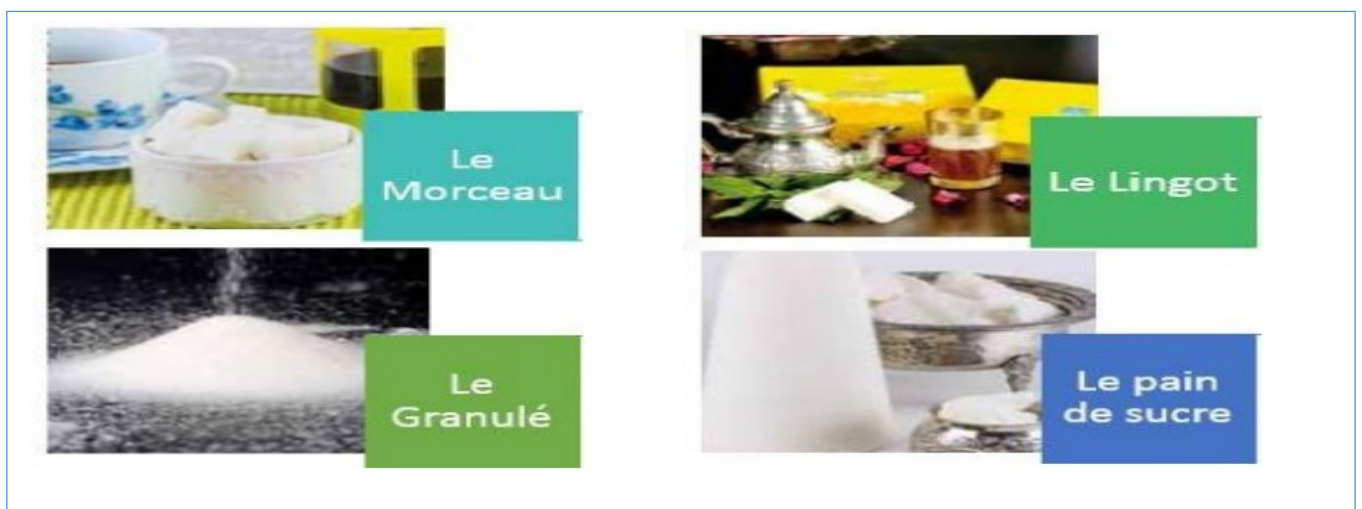 Le
Morceau
Le Lingot
Le
Granulé
Le pain
de sucre